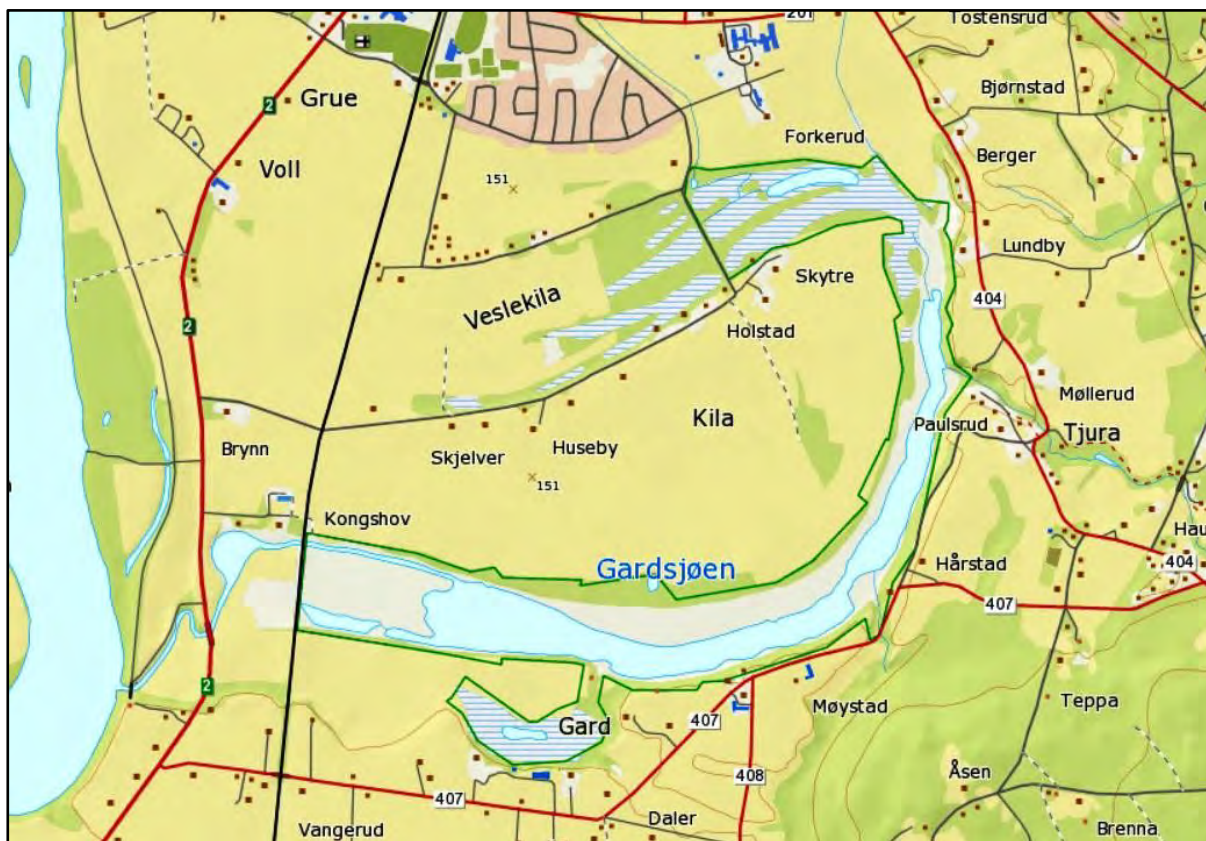 201
Tostensrud
Bjørnstad
2
Grue
Forkerud
Berger
Voll
151
Lundby
Skytre
Veslekila
404
2
Holstad
Møllerud
Kila
Paulsrud
Tjura
Brynn
Skjelver
Huseby
151
Kongshov
Hau
Gardsjøen
Hårstad
404
407
2
Teppa
Gard
407
Møystad
408
Åsen
407
Daler
Vangerud
Brenna